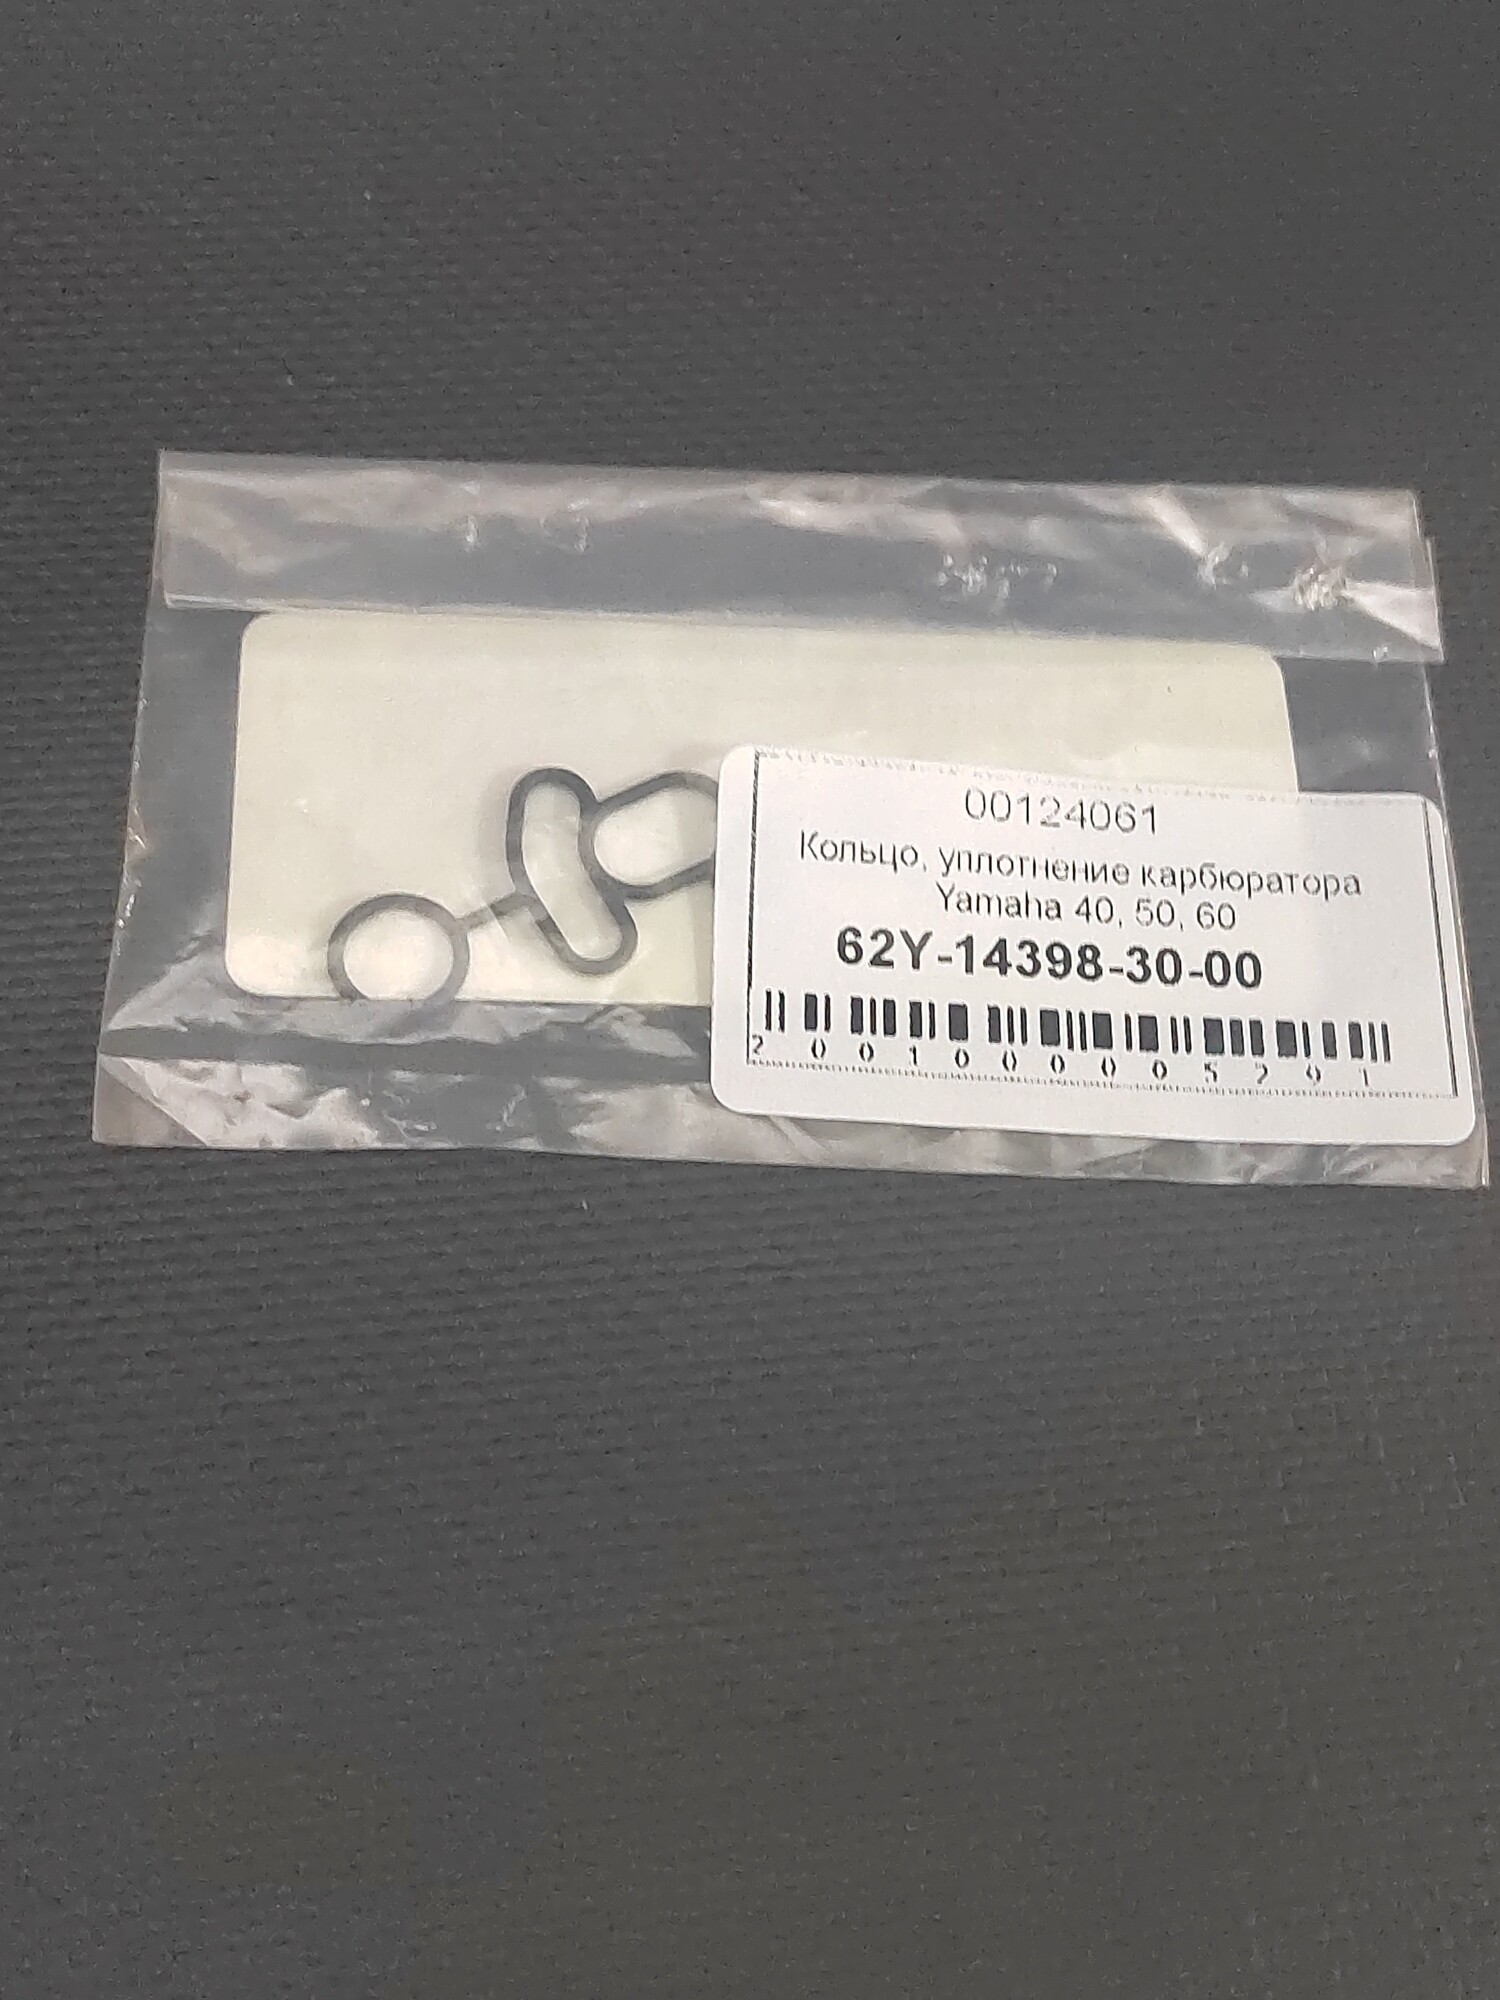 00124061
Кольцо, уплотнение карбюратора
Yamaha 40, 50, 60
62Y-14398-30-00
2001000005291